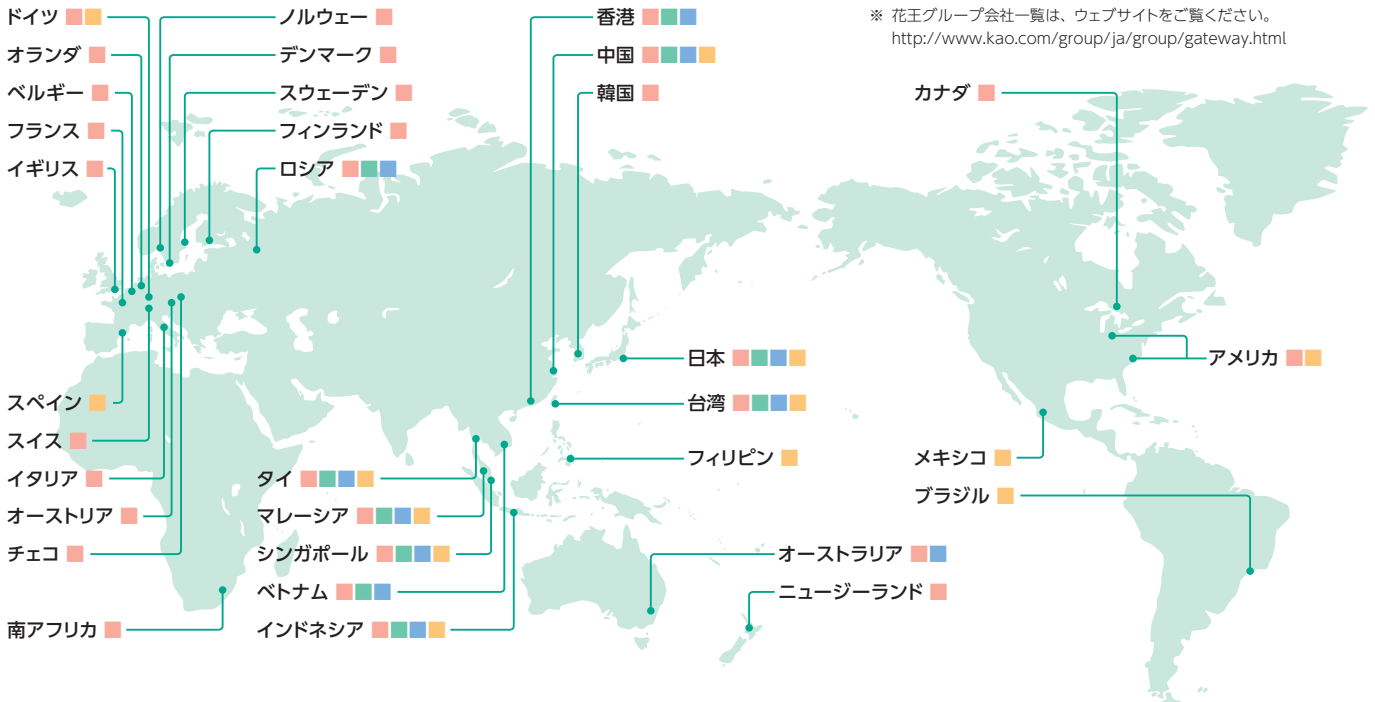 ドイツ
オランダ
ベルギー
フランス
イギリス
ノルウェー
デンマーク
スウェーデン
フィンランド
ロシア
香港
中国
韓国
※ 花王グループ会社一覧は、ウェブサイトをご覧ください。
http://www.kao.com/group/ja/group/gateway.html
カナダ
日本
台湾
フィリピン
アメリカ
メキシコ
ブラジル
スペイン
スイス
イタリア
オーストリア
チェコ
南アフリカ
タイ
マレーシア
シンガポール
ベトナム
インドネシア
オーストラリア
ニュージーランド